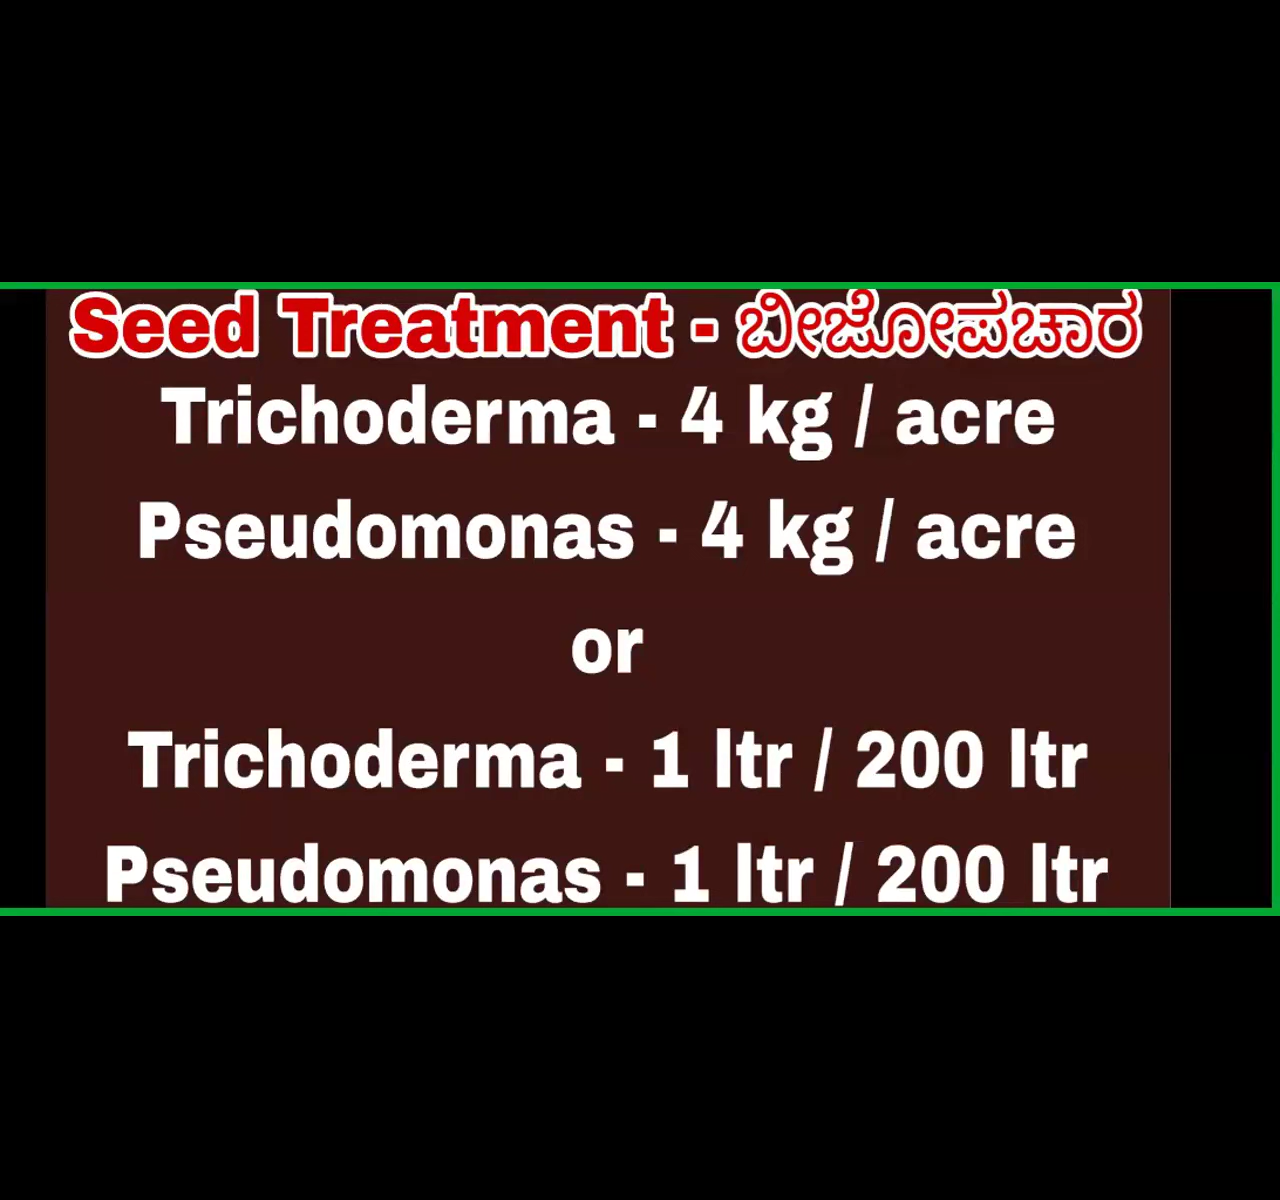 Seed Treatment - ಬೀಜೋಪಚಾರ
Trichoderma - 4 kg / acre
Pseudomonas - 4 kg / acre
or
Trichoderma - 1 ltr / 200 ltr
Pseudomonas - 1 ltr / 200 ltr